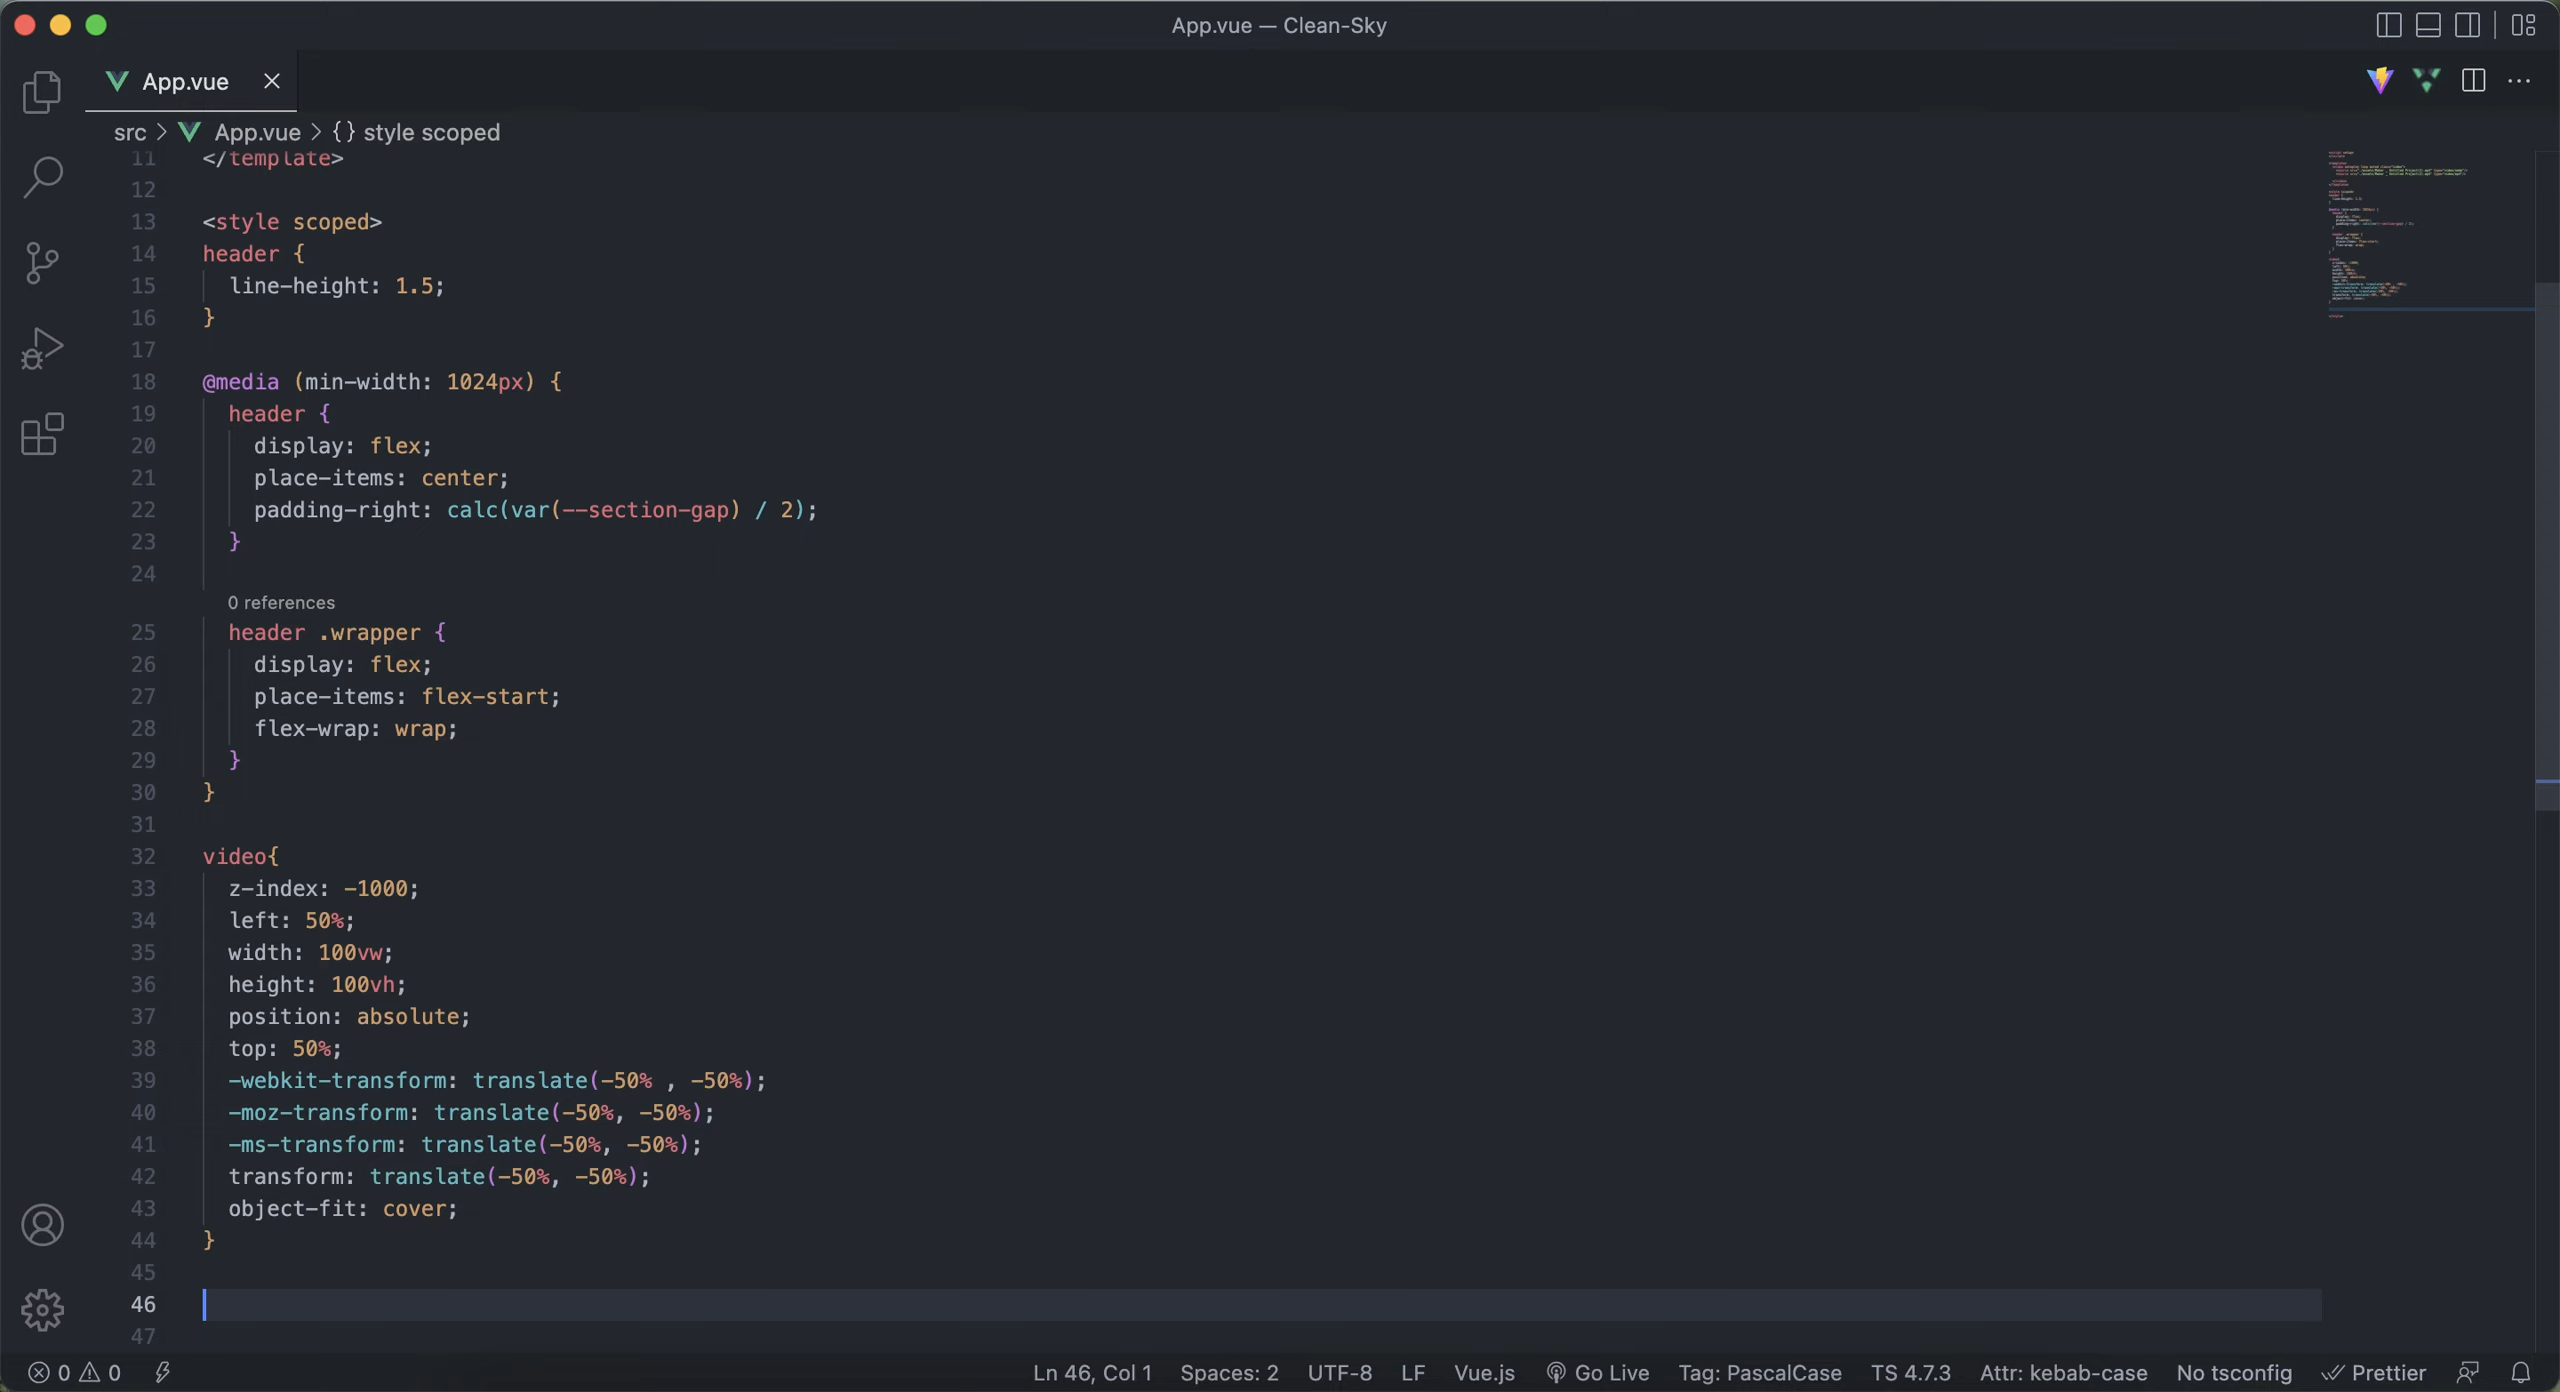 App.vue — Clean-Sky
App.vue
src > App.vue > {} style scoped
11 </template>
12
13 <style scoped>
14 header {
15 line-height: 1.5;
16 }
17
18 @media (min-width: 1024px) {
19 header {
20 display: flex;
21 place-items: center;
22 padding-right: calc(var(--section-gap) / 2);
23 }
24
0 references
25 header .wrapper {
26 display: flex;
27 place-items: flex-start;
28 flex-wrap: wrap;
29 }
30 }
31
32 video{
33 z-index: -1000;
34 left: 50%;
35 width: 100vw;
36 height: 100vh;
37 position: absolute;
38 top: 50%;
39 -webkit-transform: translate(-50% , -50%);
40 -moz-transform: translate(-50%, -50%);
41 -ms-transform: translate(-50%, -50%);
42 transform: translate(-50%, -50%);
43 object-fit: cover;
44 }
45
46
47
0 0 Ln 46, Col 1 Spaces: 2 UTF-8 LF Vue.js Go Live Tag: PascalCase TS 4.7.3 Attr: kebab-case No tsconfig Prettier